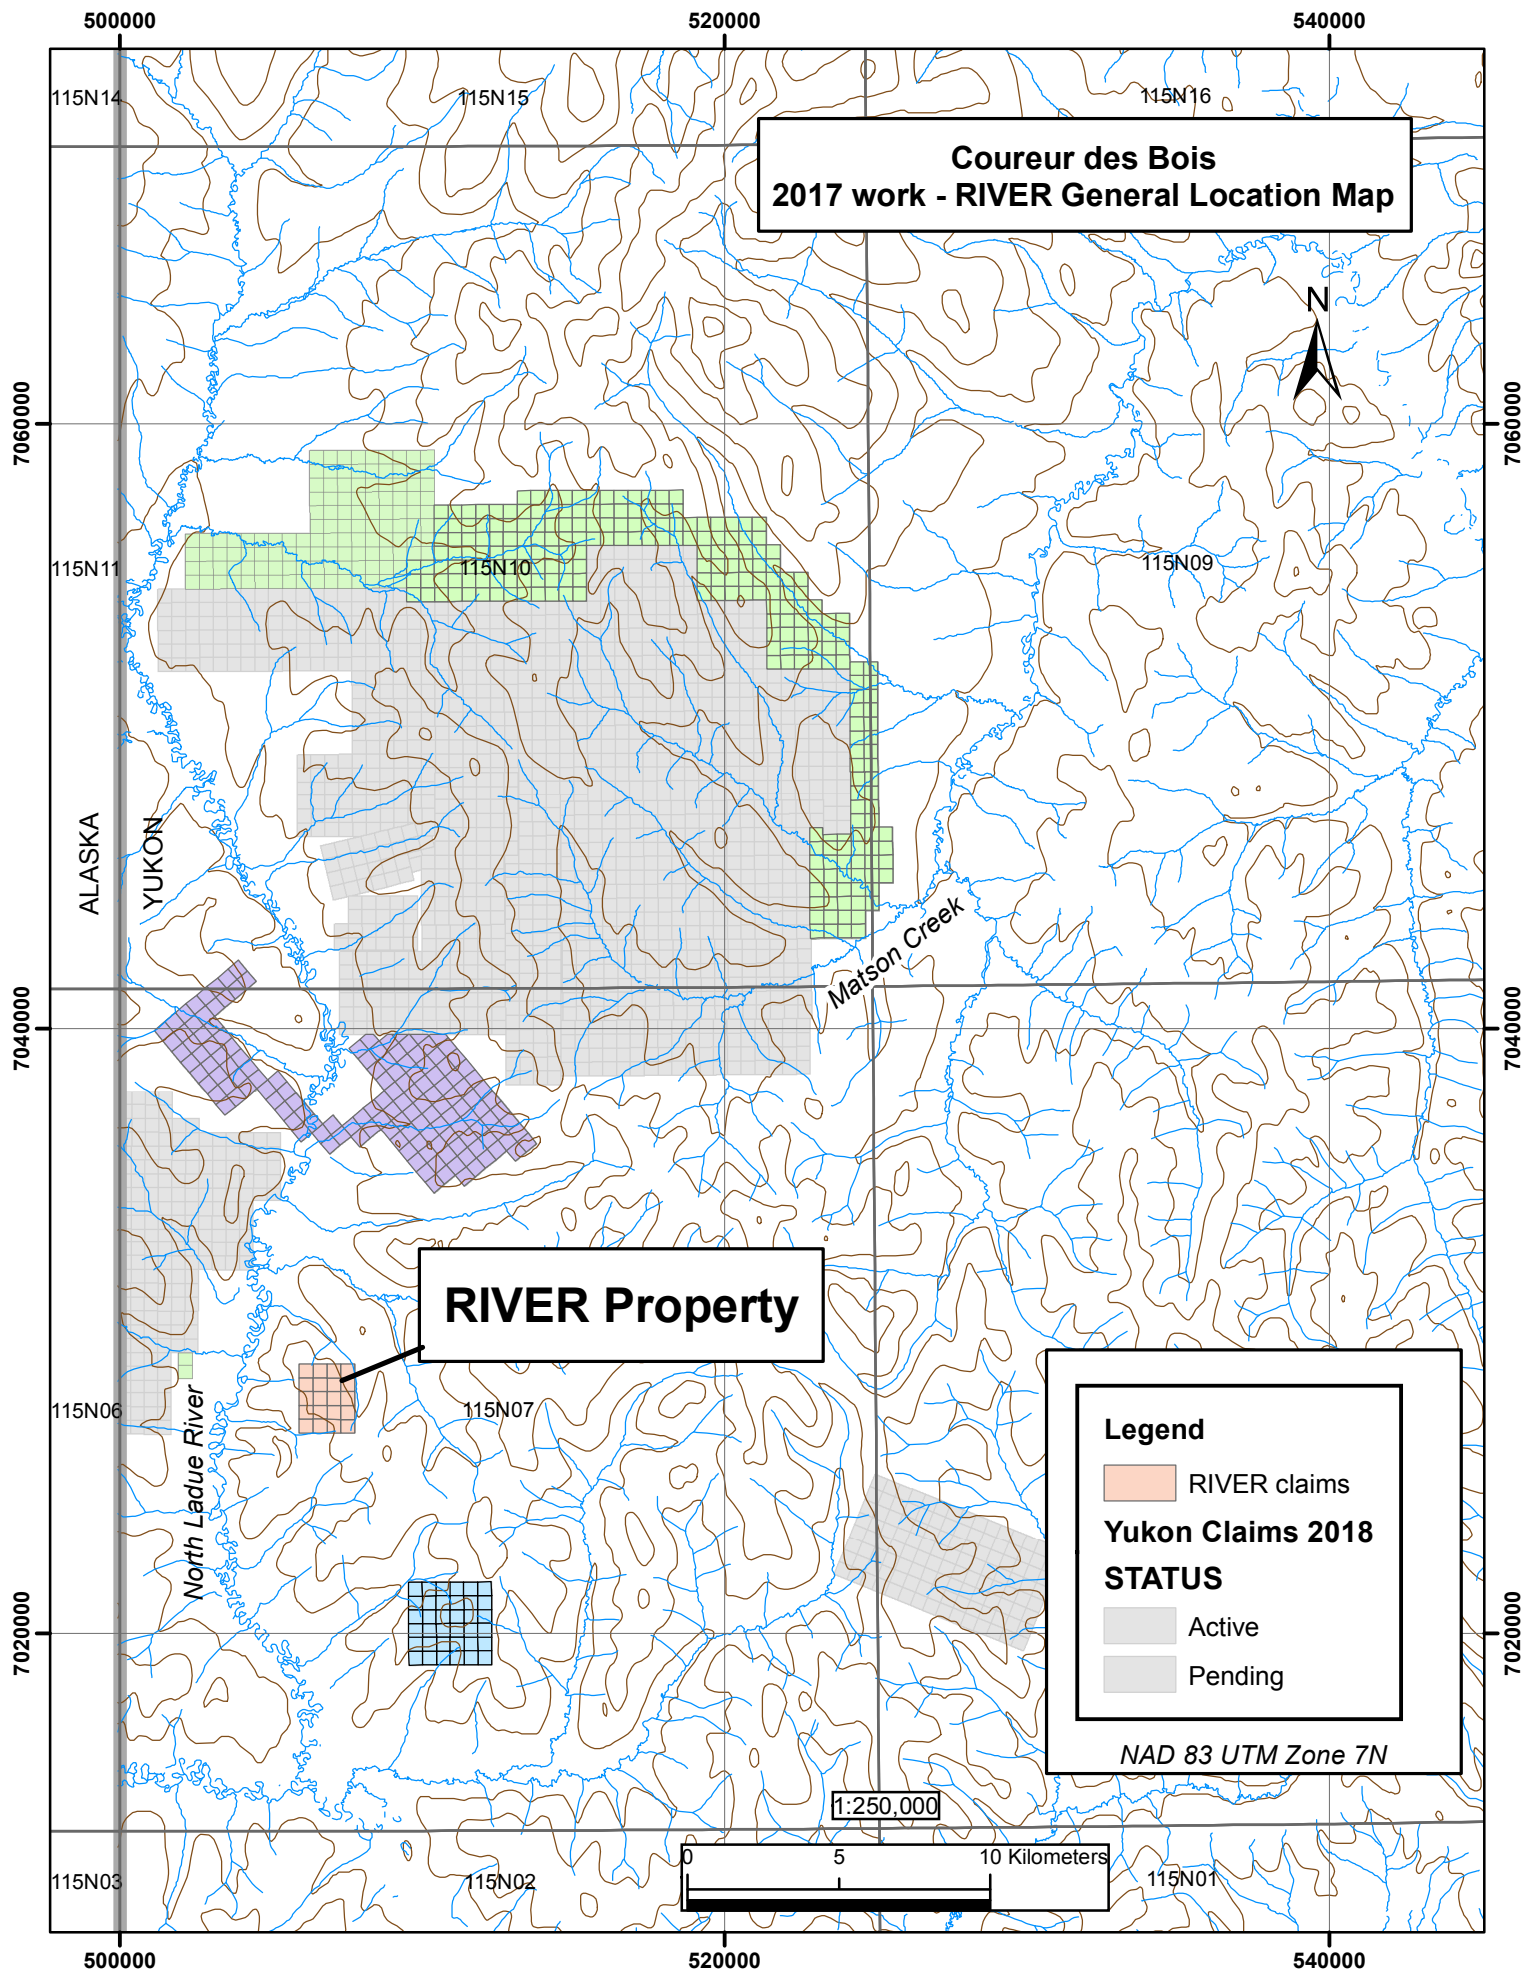 500000
520000
540000
115N14
115N15
115N16
Coureur des Bois
2017 work - RIVER General Location Map
N
7060000
7060000
115N11
115N10
115N09
ALASKA
YUKON
Matson Creek
7040000
7040000
RIVER Property
115N06
115N07
North Ladue River
Legend
RIVER claims
Yukon Claims 2018
STATUS
Active
Pending
7020000
7020000
NAD 83 UTM Zone 7N
1:250,000
0 5 10 Kilometers
115N03
115N02
115N01
500000
520000
540000